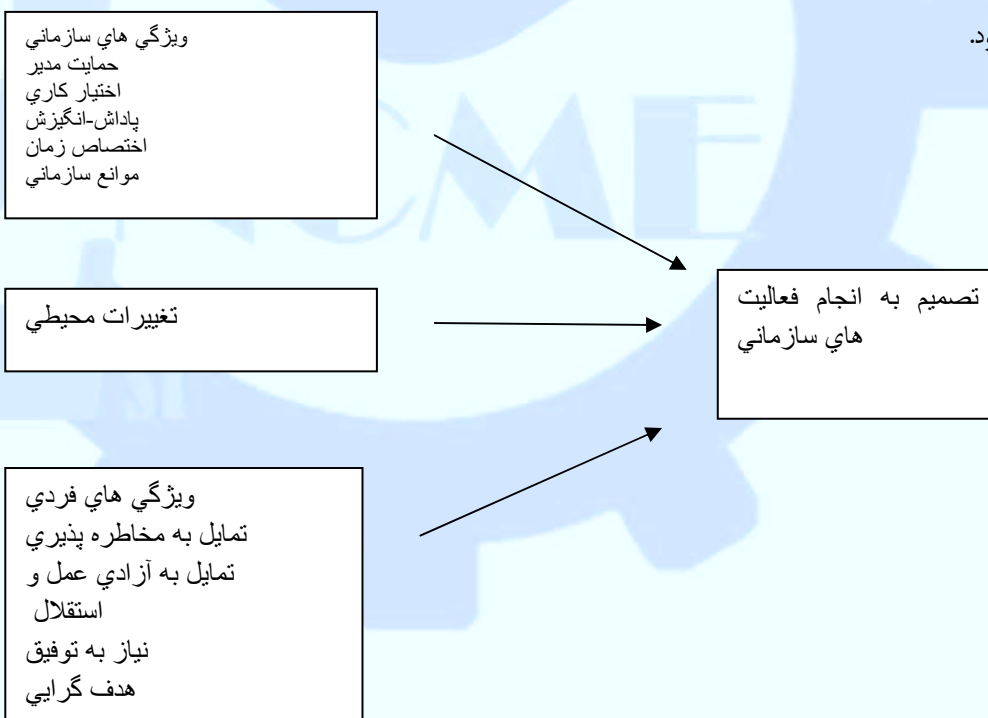 ود.
ويژگي هاي سازماني
حمايت مدير
اختيار كاري
پاداش-انگيزش
اختصاص زمان
موانع سازماني
تغييرات محيطي
تصميم به انجام فعاليت
هاي سازماني
ويژگي هاي فردي
تمايل به مخاطره پذيري
تمايل به آزادي عمل و
استقلال
نياز به توفيق
هدف گرايي
NCME